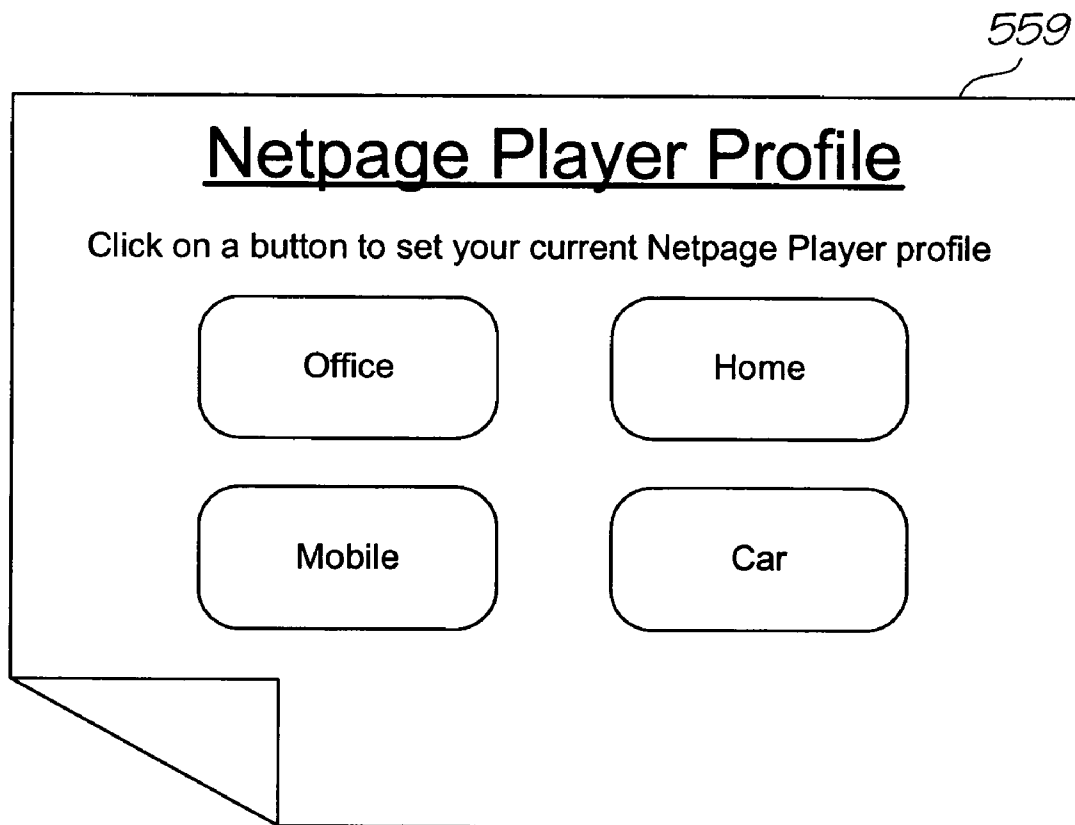 559
Netpage Player Profile
Click on a button to set your current Netpage Player profile
Office
Home
Mobile
Car